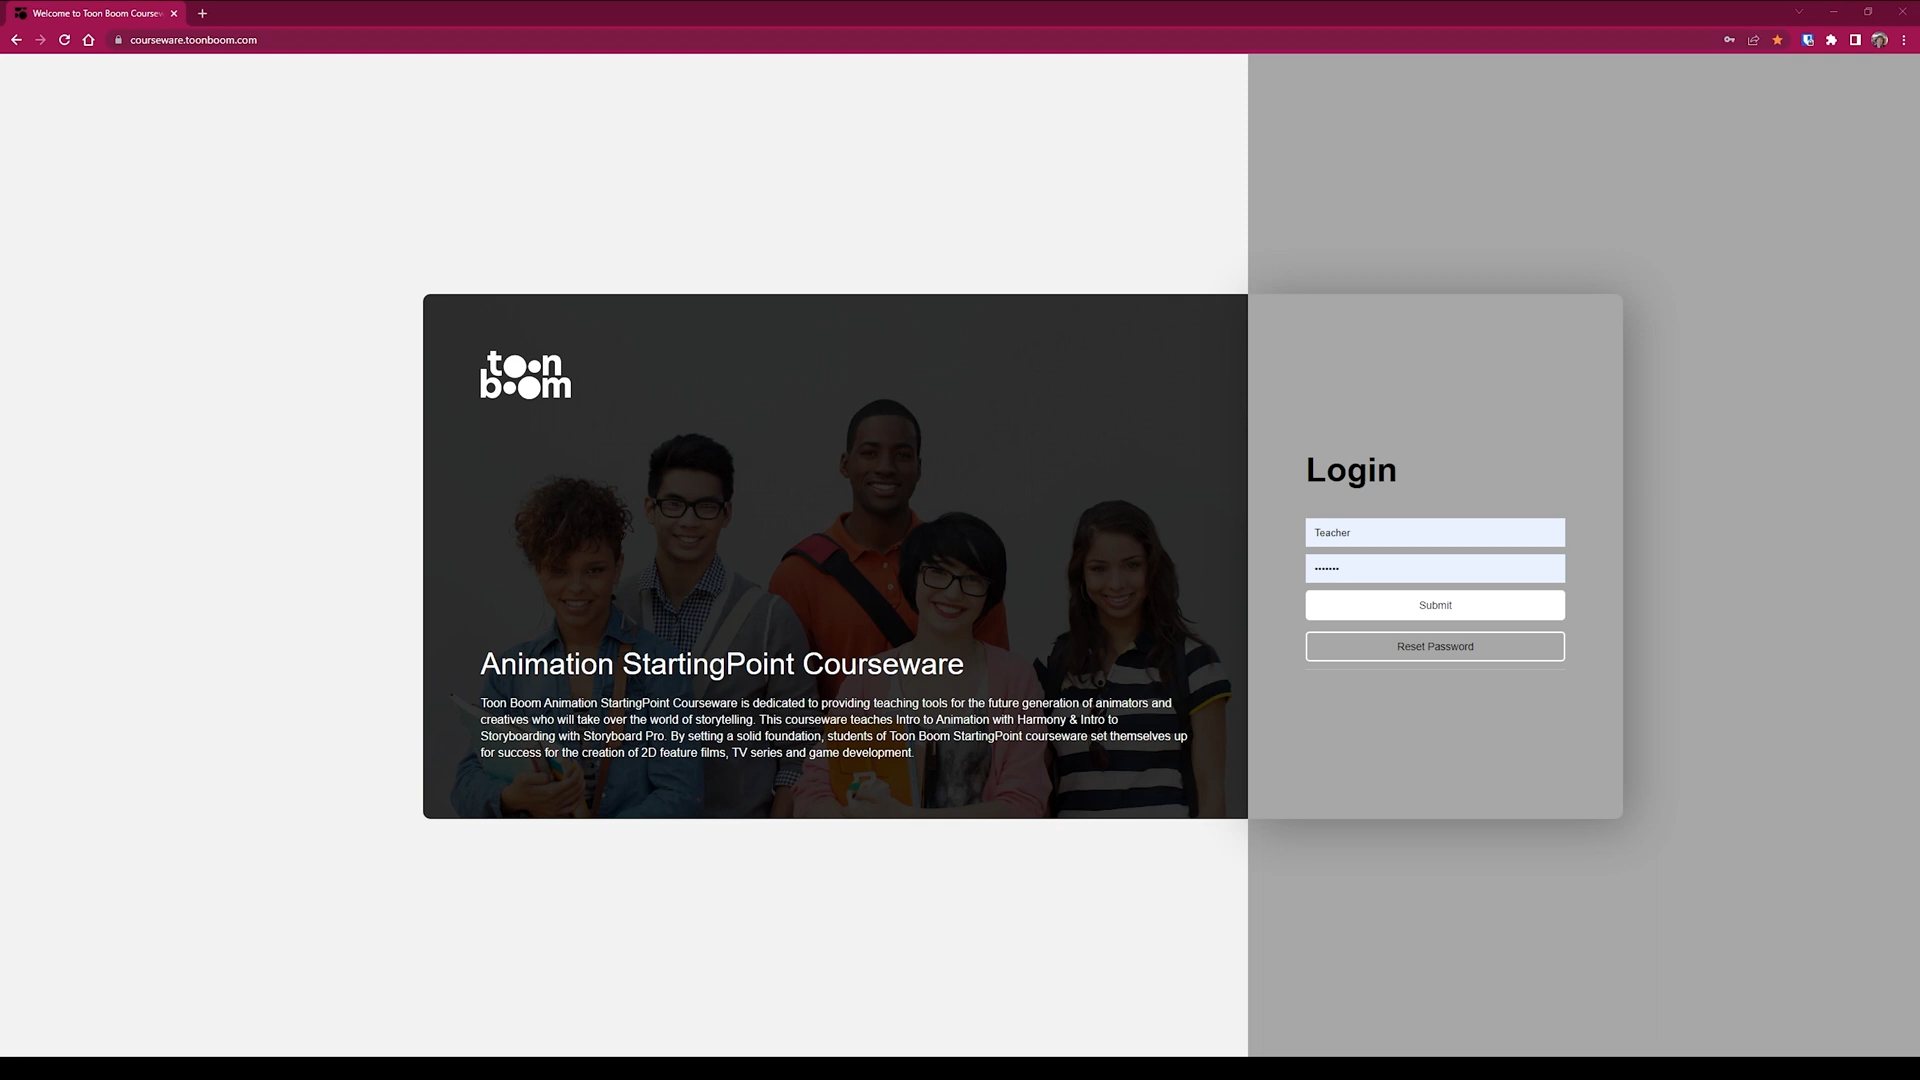 Welcome to Toon Boom Coursew
courseware.toonboom.com
toon
boom
Animation StartingPoint Courseware
Toon Boom Animation StartingPoint Courseware is dedicated to providing teaching tools for the future generation of animators and
creatives who will take over the world of storytelling. This courseware teaches Intro to Animation with Harmony & Intro to
Storyboarding with Storyboard Pro. By setting a solid foundation, students of Toon Boom StartingPoint courseware set themselves up
for success for the creation of 2D feature films, TV series and game development.
Login
Teacher
•••••••
Submit
Reset Password